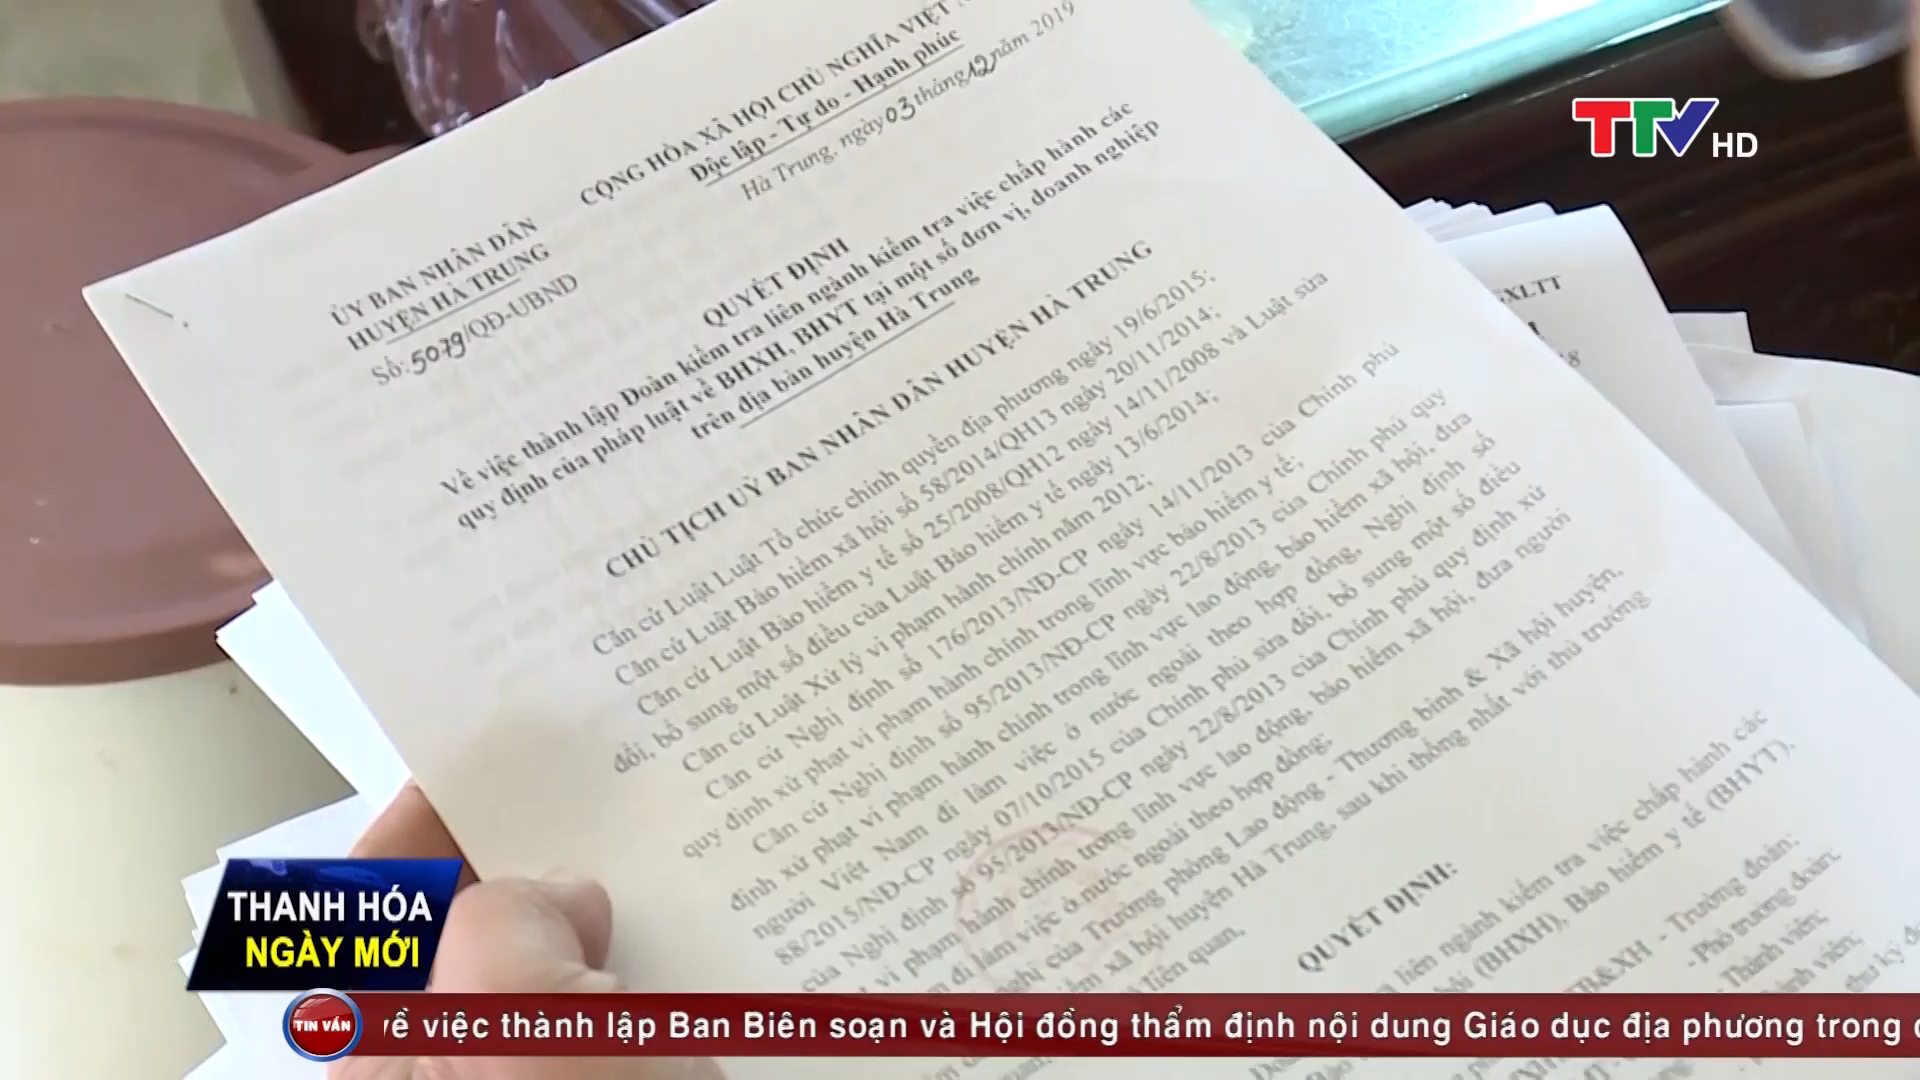 CỘNG HÒA XÃ HỘI CHỦ NGHĨA VIỆT
Độc lập - Tự do - Hạnh phúc
Hà Trung, ngày 03 tháng 12 năm 2019
ỦY BAN NHÂN DÂN
HUYỆN HÀ TRUNG
Số: 5079/QĐ-UBND
QUYẾT ĐỊNH
Về việc thành lập Đoàn kiểm tra liên ngành kiểm tra việc chấp hành các
quy định của pháp luật về BHXH, BHYT tại một số đơn vị, doanh nghiệp
trên địa bàn huyện Hà Trung
CHỦ TỊCH UỶ BAN NHÂN DÂN HUYỆN HÀ TRUNG
Căn cứ Luật Luật Tổ chức chính quyền địa phương ngày 19/6/2015;
Căn cứ Luật Bảo hiểm xã hội số 58/2014/QH13 ngày 20/11/2014;
Căn cứ Luật Bảo hiểm y tế số 25/2008/QH12 ngày 14/11/2008 và Luật sửa
đổi, bổ sung một số điều của Luật Bảo hiểm y tế ngày 13/6/2014;
Căn cứ Luật Xử lý vi phạm hành chính năm 2012;
Căn cứ Nghị định số 176/2013/NĐ-CP ngày 14/11/2013 của Chính phủ
quy định xử phạt vi phạm hành chính trong lĩnh vực bảo hiểm y tế;
Căn cứ Nghị định số 95/2013/NĐ-CP ngày 22/8/2013 của Chính phủ quy
định xử phạt vi phạm hành chính trong lĩnh vực lao động, bảo hiểm xã hội, đưa
người Việt Nam đi làm việc ở nước ngoài theo hợp đồng, Nghị định số
88/2015/NĐ-CP ngày 07/10/2015 của Chính phủ sửa đổi, bổ sung một số điều
của Nghị định số 95/2013/NĐ-CP ngày 22/8/2013 của Chính phủ quy định xử
vi phạm hành chính trong lĩnh vực lao động, bảo hiểm xã hội, đưa người
đi làm việc ở nước ngoài theo hợp đồng;
nghị của Trưởng phòng Lao động - Thương binh & Xã hội huyện,
xã hội huyện Hà Trung, sau khi thống nhất với thủ trưởng
liên quan,
QUYẾT ĐỊNH:
liên ngành kiểm tra việc chấp hành các
(BHXH), Bảo hiểm y tế (BHYT),
TB&XH - Trưởng đoàn;
- Phó trưởng đoàn;
- Thành viên;
viên;
thư ký
GXLTT
TTV HD
THANH HÓA
NGÀY MỚI
TIN VẮN
về việc thành lập Ban Biên soạn và Hội đồng thẩm định nội dung Giáo dục địa phương trong